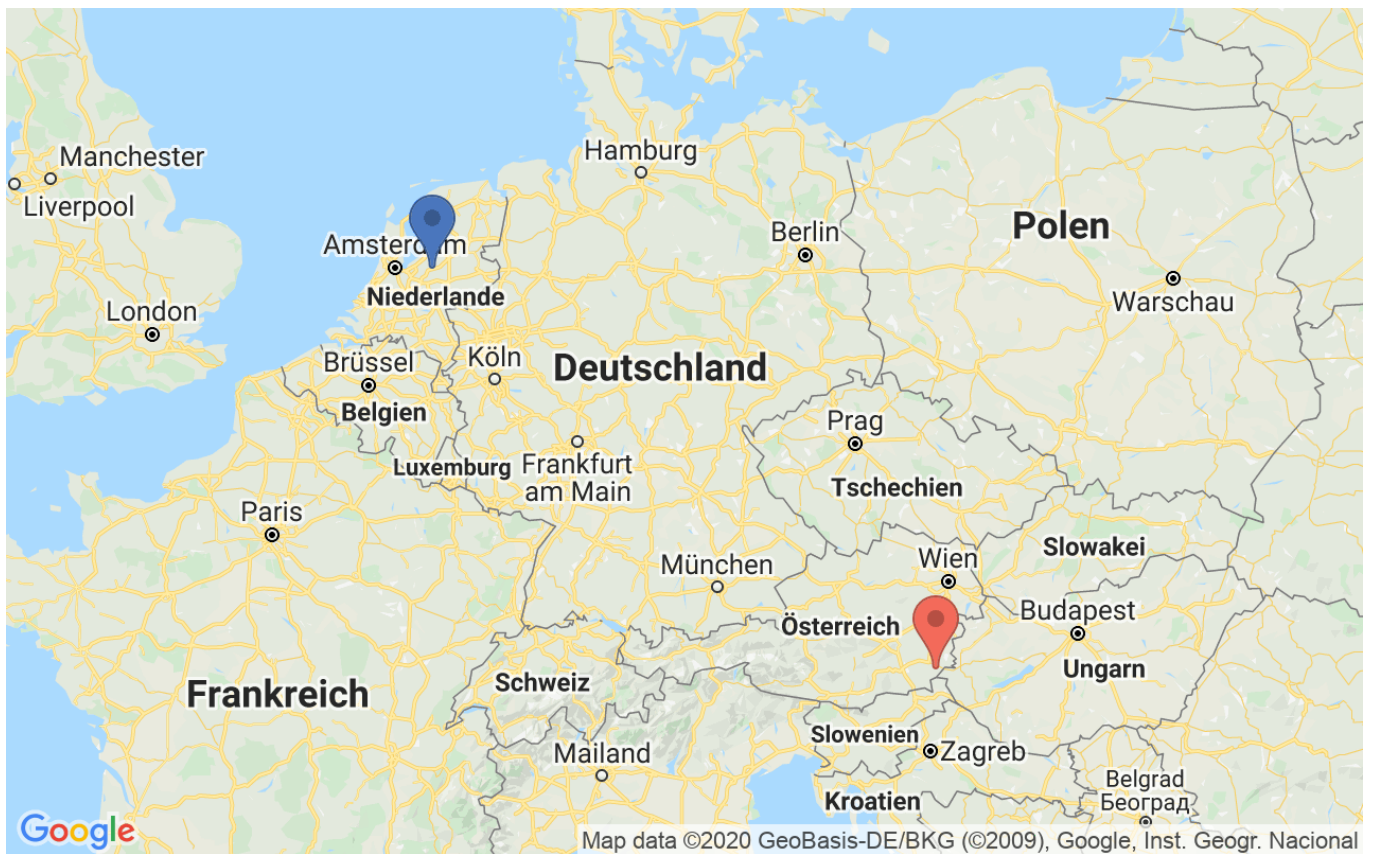 Manchester
Liverpool
Hamburg
Amsterdam
Berlin
Polen
Niederlande
Warschau
London
Brüssel
Köln
Deutschland
Belgien
Prag
Luxemburg
Frankfurt
am Main
Tschechien
Paris
Slowakei
Wien
München
Budapest
Österreich
Ungarn
Schweiz
Frankreich
Slowenien
Mailand
Zagreb
Belgrad
Београд
Kroatien
Google
Map data ©2020 GeoBasis-DE/BKG (©2009), Google, Inst. Geogr. Nacional